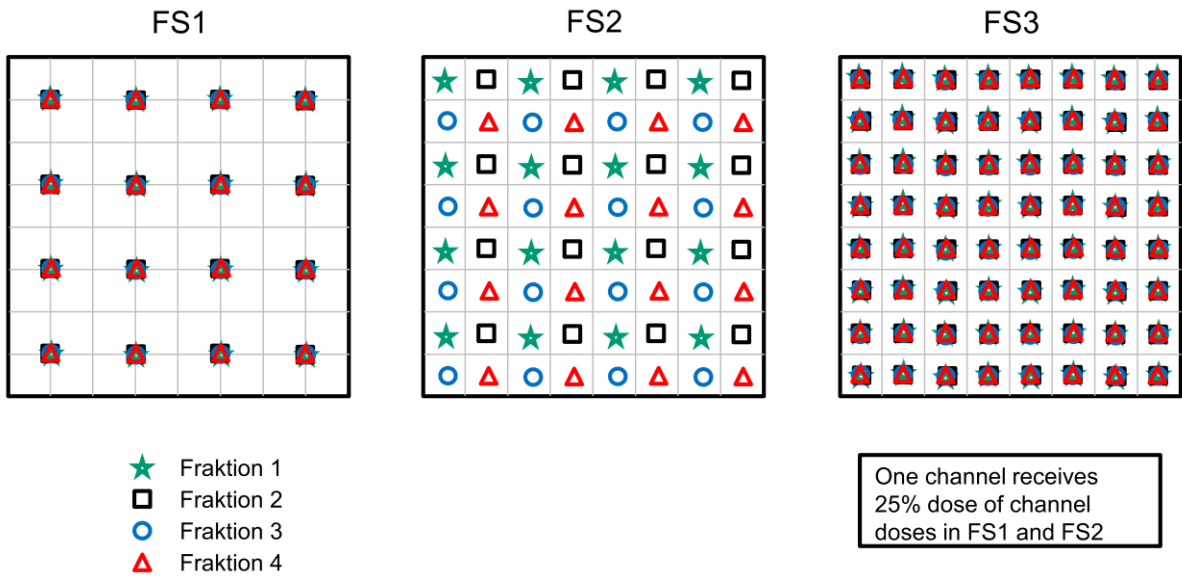 FS1
FS2
FS3
Fraktion 1
Fraktion 2
Fraktion 3
Fraktion 4
One channel receives
25% dose of channel
doses in FS1 and FS2